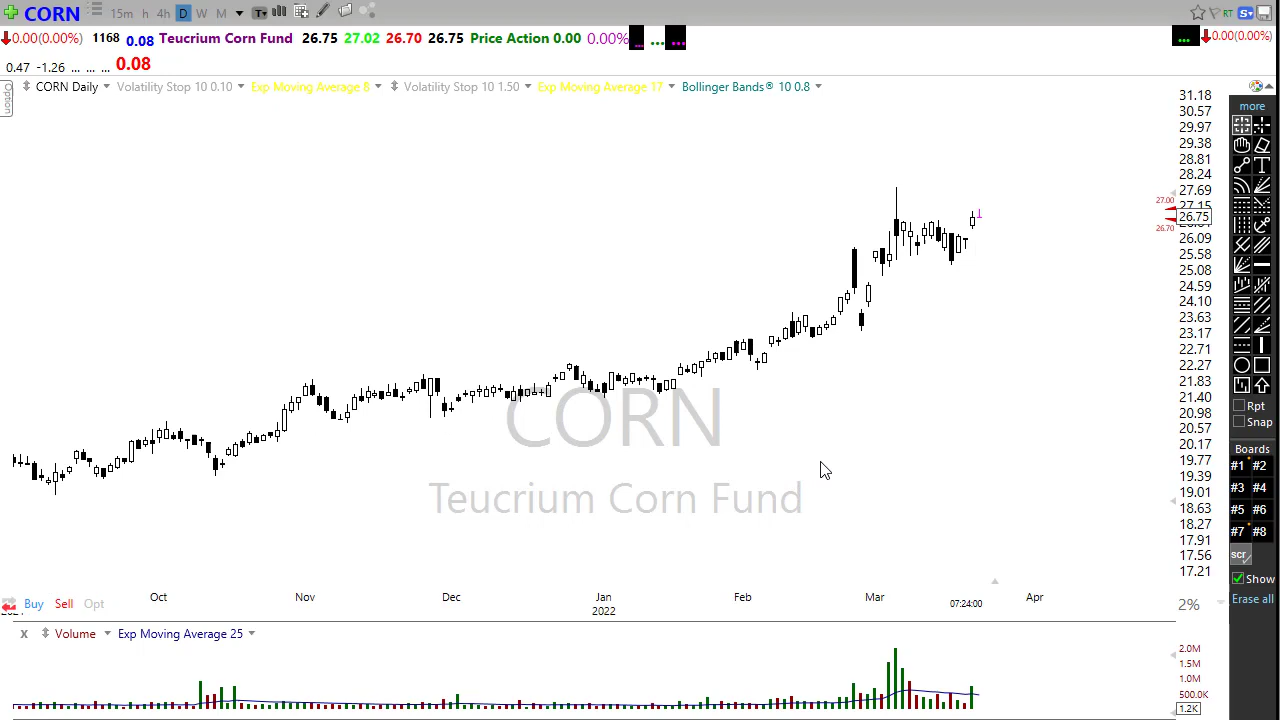 CORN 15m h 4h D W M T RT S
0.00(0.00%) 1168 0.08 Teucrium Corn Fund 26.75 27.02 26.70 26.75 Price Action 0.00 0.00% ... ... ... ... 0.00(0.00%)
0.47 -1.26 ... ... ... 0.08
Option
CORN Daily Volatility Stop 10 0.10 Exp Moving Average 8 Volatility Stop 10 1.50 Exp Moving Average 17 Bollinger Bands® 10 0.8
31.18
30.57
29.97
29.38
28.81
28.24
27.69
27.15
27.00
26.75
26.70
26.09
25.58
25.08
24.59
24.10
23.63
23.17
22.71
22.27
21.83
21.40
20.98
20.57
20.17
19.77
19.39
19.01
18.63
18.27
17.91
17.56
17.21
more
T
Rpt
Snap
Boards
#1 #2
#3 #4
#5 #6
#7 #8
scr
Show
Erase all
CORN
Teucrium Corn Fund
Buy Sell Opt
Oct Nov Dec Jan Feb Mar Apr
2022
07:24:00
2%
X Volume Exp Moving Average 25
2.0M
1.5M
1.0M
500.0K
1.2K